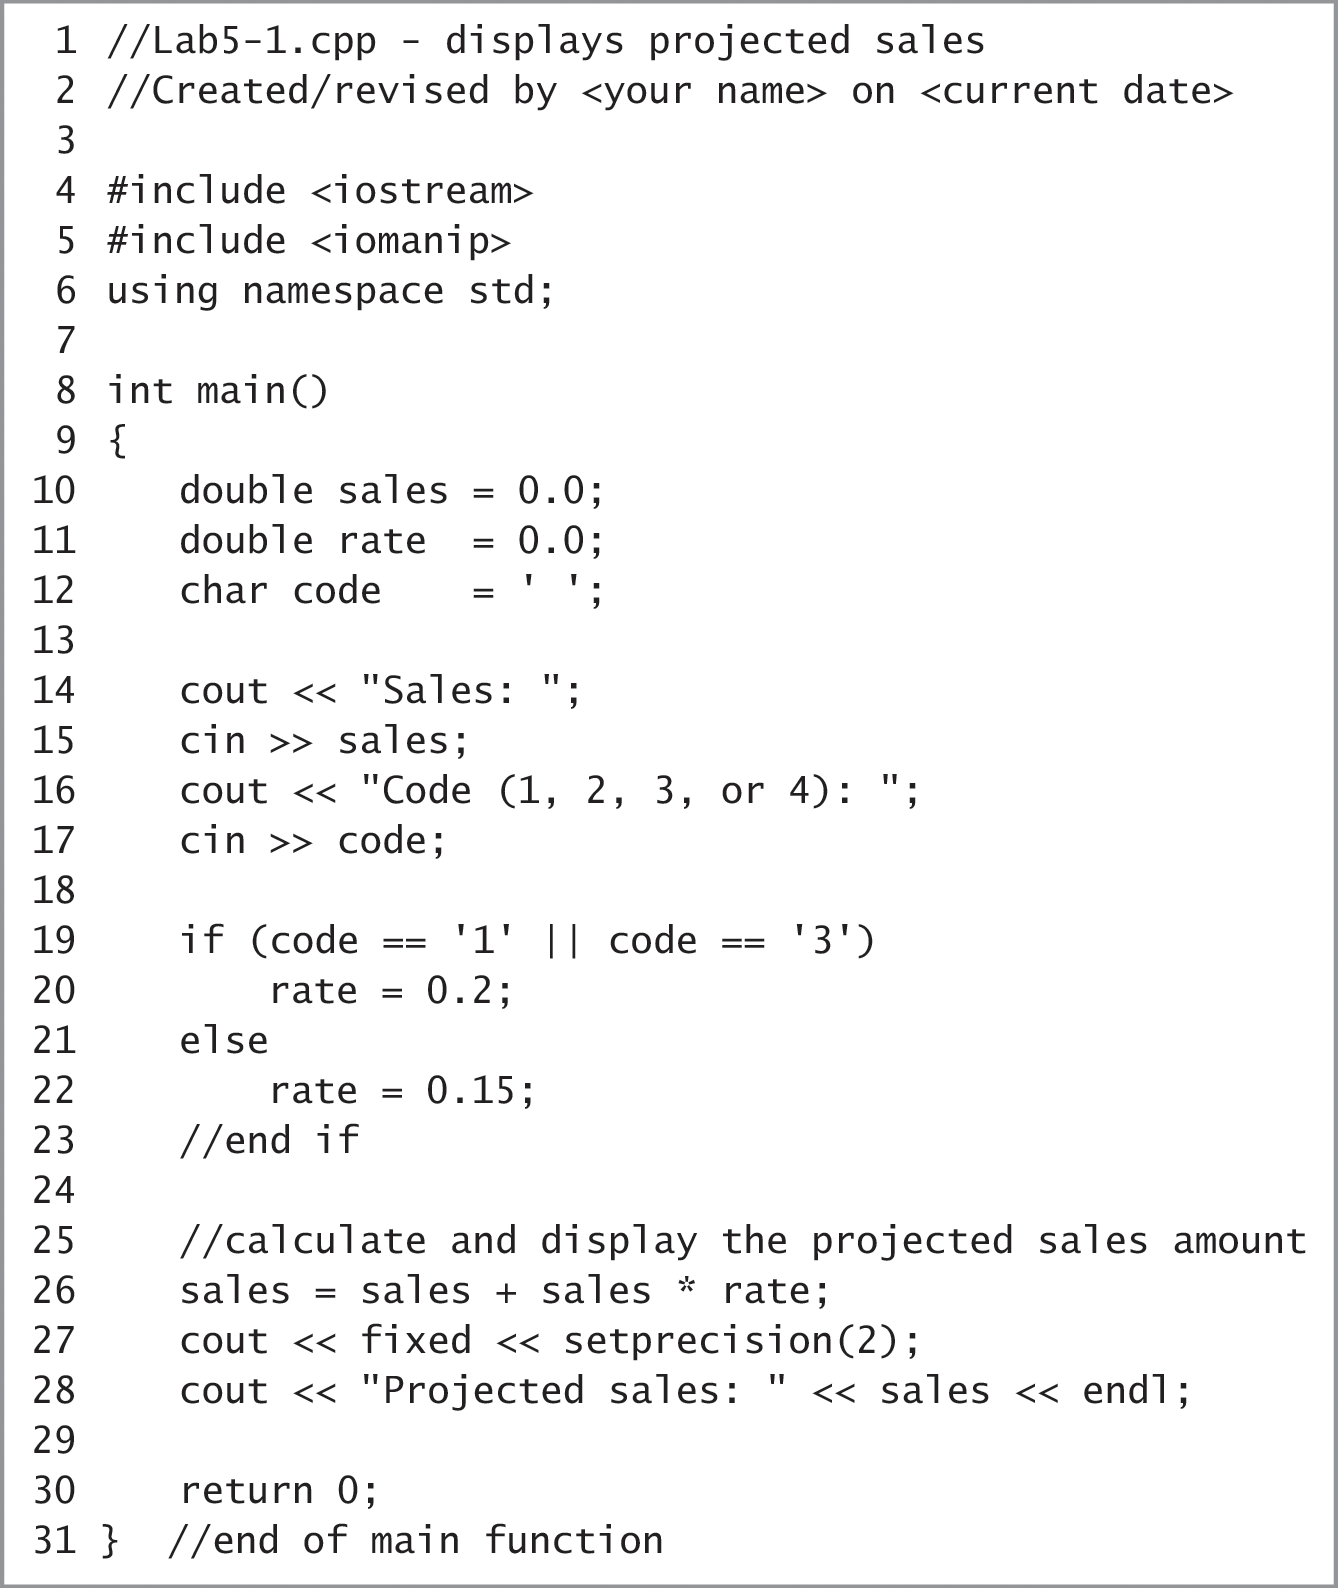 1 //Lab5-1.cpp - displays projected sales
2 //Created/revised by <your name> on <current date>
3
4 #include <iostream>
5 #include <iomanip>
6 using namespace std;
7
8 int main()
9 {
10    double sales = 0.0;
11    double rate  = 0.0;
12    char code    = ' ';
13
14    cout << "Sales: ";
15    cin >> sales;
16    cout << "Code (1, 2, 3, or 4): ";
17    cin >> code;
18
19    if (code == '1' || code == '3')
20        rate = 0.2;
21    else
22        rate = 0.15;
23    //end if
24
25    //calculate and display the projected sales amount
26    sales = sales + sales * rate;
27    cout << fixed << setprecision(2);
28    cout << "Projected sales: " << sales << endl;
29
30    return 0;
31 }  //end of main function